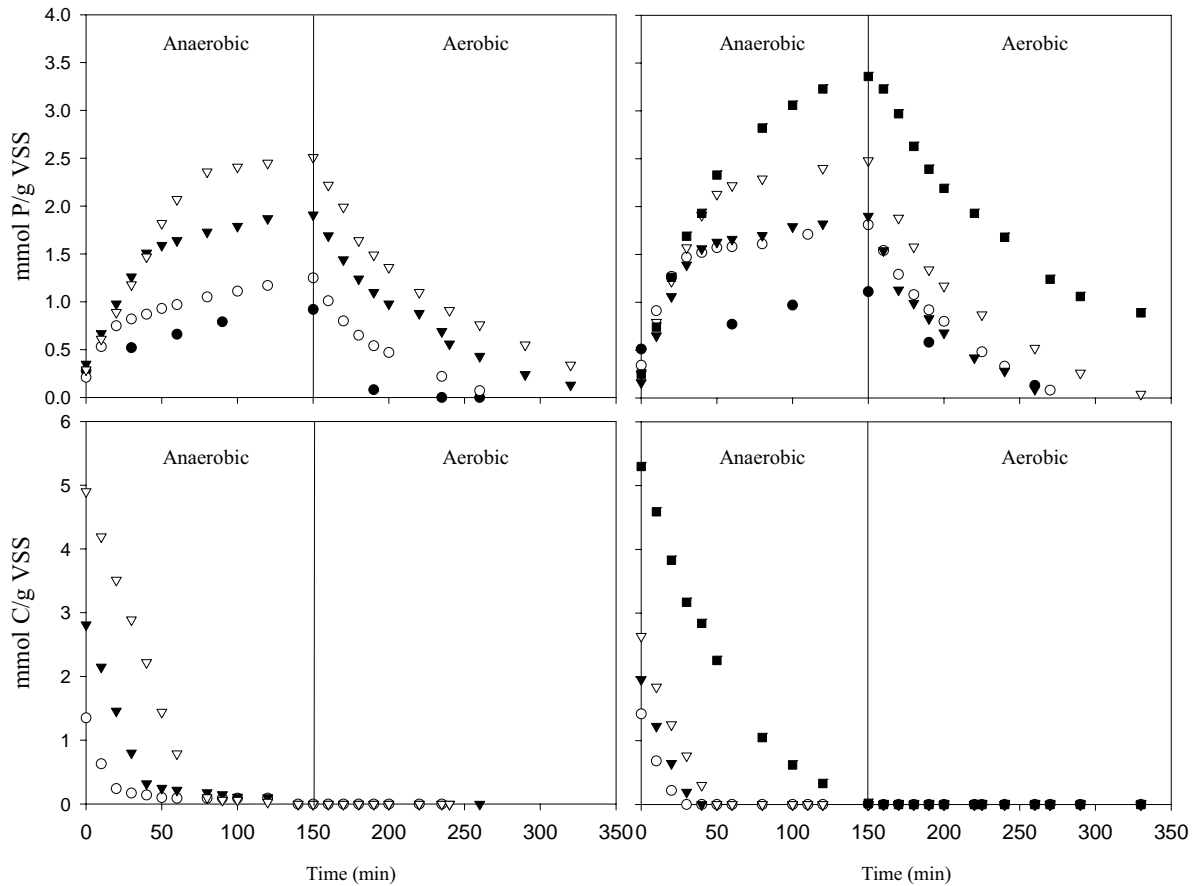 4.0
3.5
3.0
2.5
2.0
1.5
1.0
0.5
0.0
mmol P/g VSS
Anaerobic
Aerobic
Anaerobic
Aerobic
6
5
4
3
2
1
0
mmol C/g VSS
Anaerobic
Aerobic
Anaerobic
Aerobic
0 50 100 150 200 250 300 350
0 50 100 150 200 250 300 350
Time (min)
Time (min)